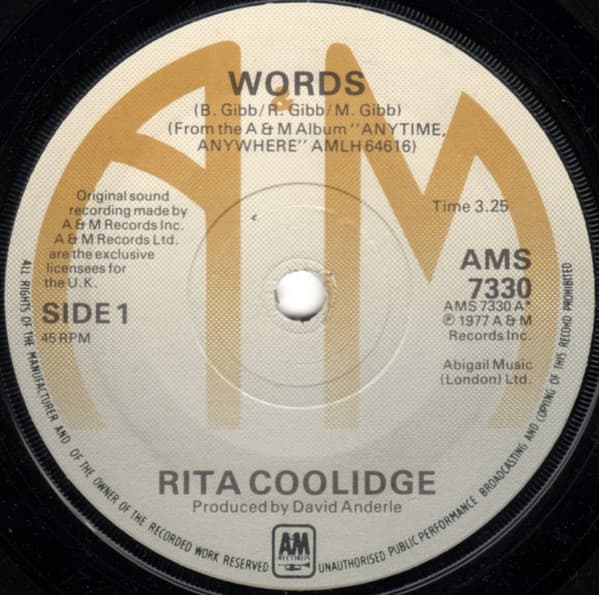 WORDS
(B. Gibb/R. Gibb/M. Gibb)
(From the A & M Album "ANYTIME,
ANYWHERE" AMLH 64616)
Original sound
recording made by
A & M Records Inc.
A & M Records Ltd.
are the exclusive
licensees for
the U.K.
SIDE 1
45 RPM
Time 3.25
AMS
7330
AMS 7330 A*
℗ 1977 A & M
Records Inc.
Abigail Music
(London) Ltd.
RITA COOLIDGE
Produced by David Anderle
A&M
RECORDS
ALL RIGHTS OF THE MANUFACTURER AND OF THE OWNER OF THE RECORDED WORK RESERVED
UNAUTHORISED PUBLIC PERFORMANCE BROADCASTING AND COPYING OF THIS RECORD PROHIBITED
A&M